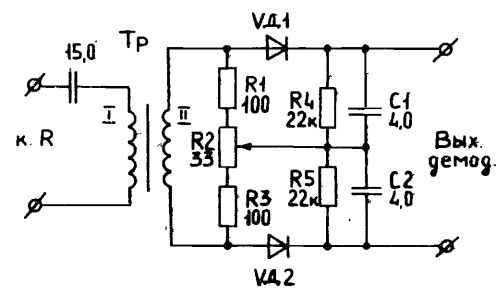 VД1
Тр
15,0
I
II
к. R
R1
100
R2
33
R3
100
R4
22к
R5
22к
C1
4,0
C2
4,0
Вых.
демод.
VД2